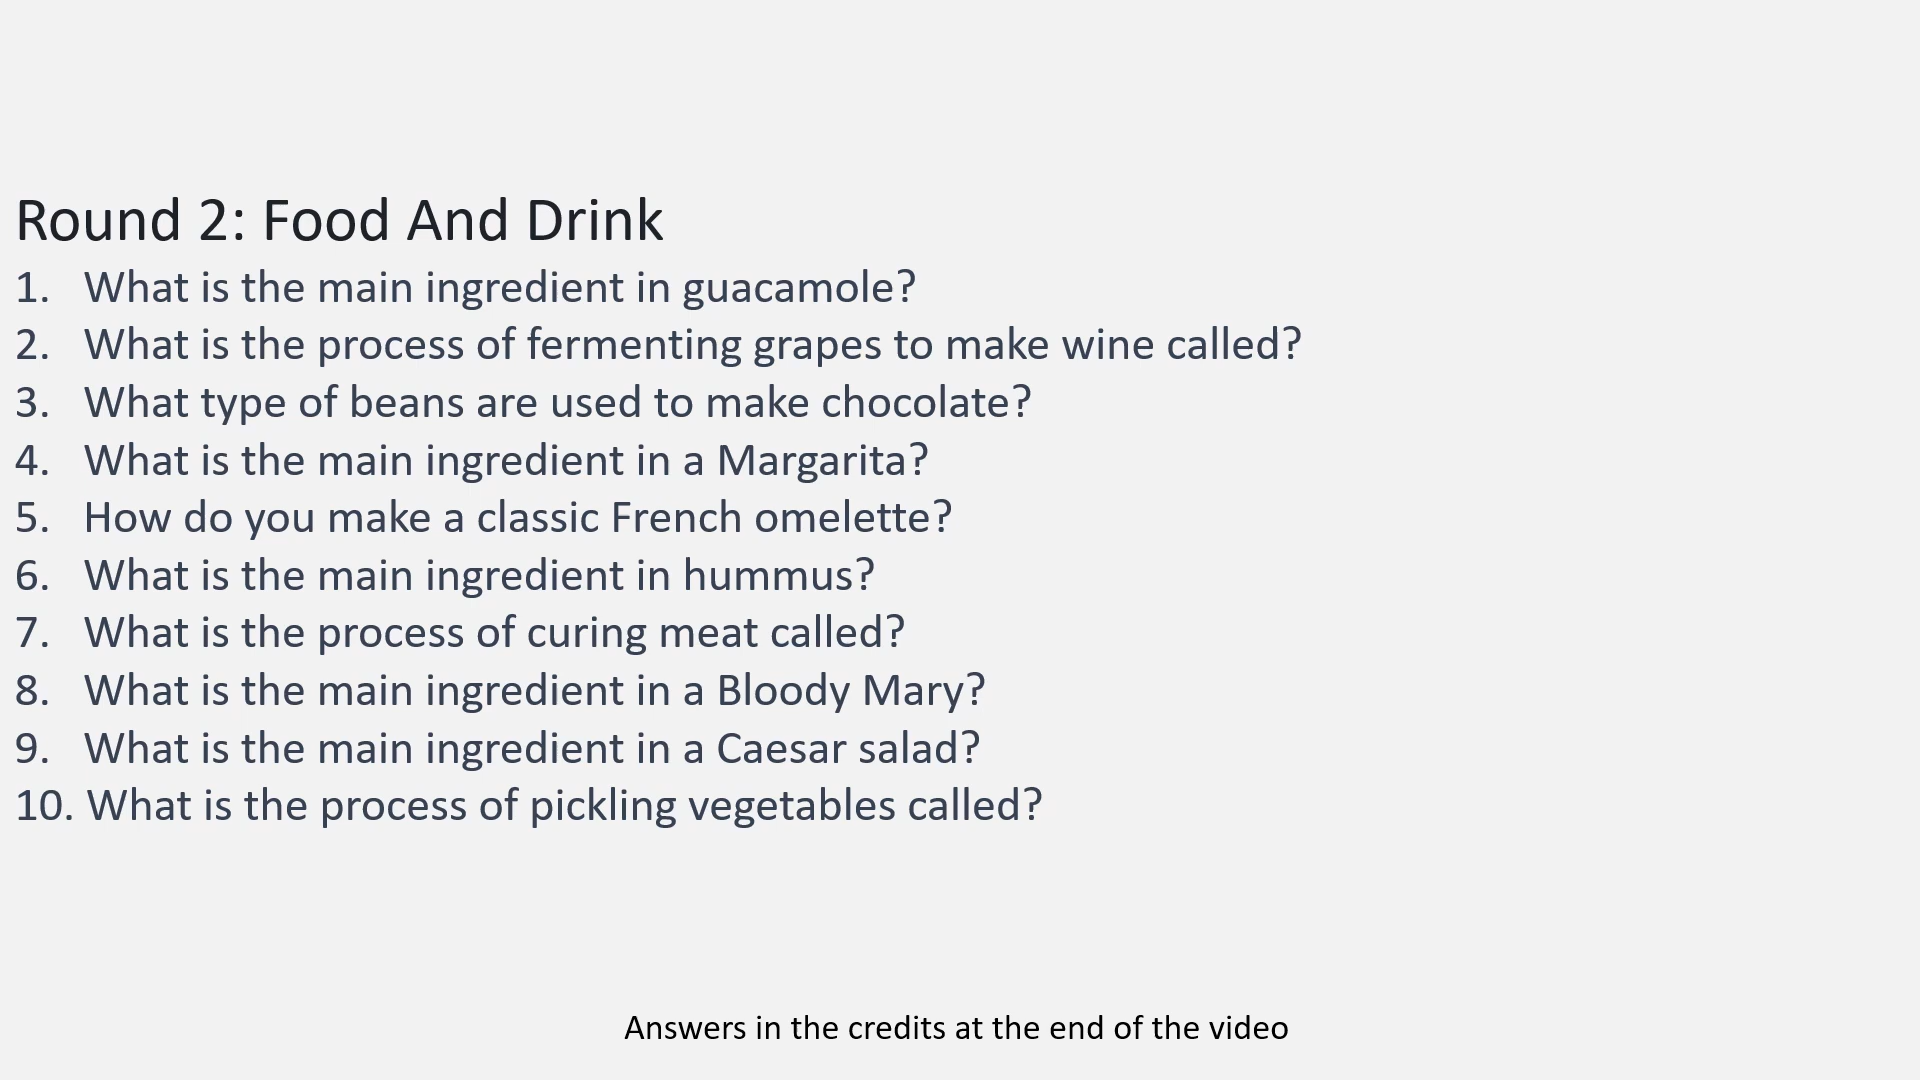 Round 2: Food And Drink
1. What is the main ingredient in guacamole?
2. What is the process of fermenting grapes to make wine called?
3. What type of beans are used to make chocolate?
4. What is the main ingredient in a Margarita?
5. How do you make a classic French omelette?
6. What is the main ingredient in hummus?
7. What is the process of curing meat called?
8. What is the main ingredient in a Bloody Mary?
9. What is the main ingredient in a Caesar salad?
10. What is the process of pickling vegetables called?
Answers in the credits at the end of the video